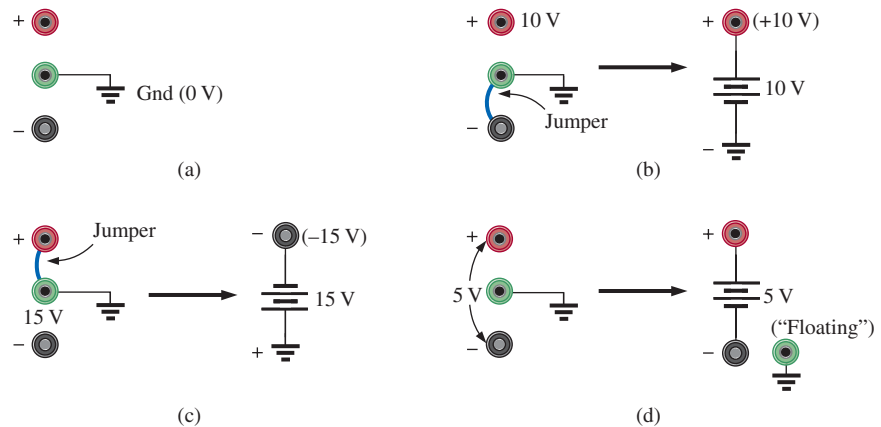 +
Gnd (0 V)
–
(a)
+ 10 V
– Jumper
+ (+10 V)
10 V
–
(b)
+ Jumper
15 V
–
– (–15 V)
15 V
+
(c)
+
5 V
–
+
5 V
(“Floating”)
–
(d)